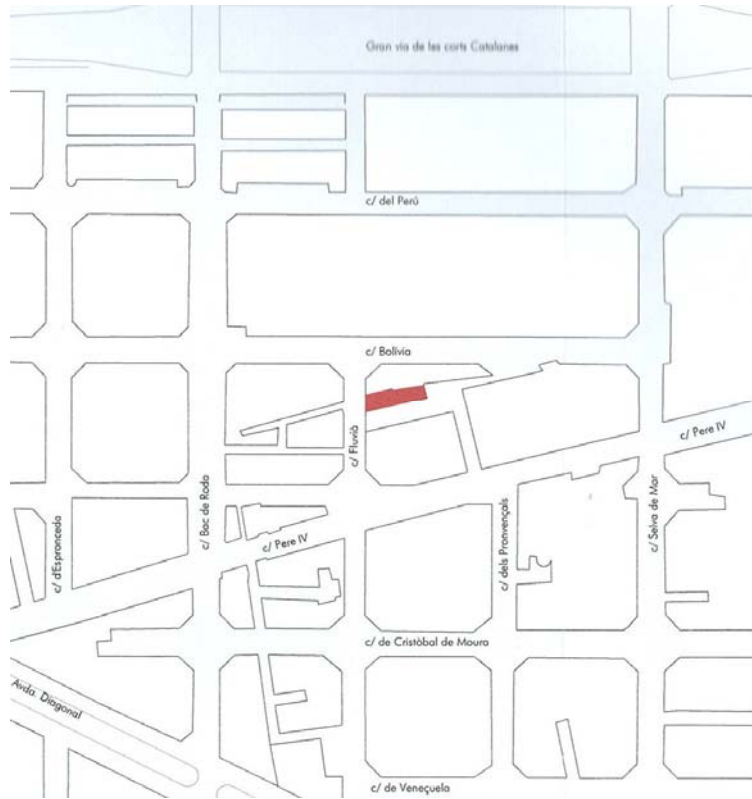 Gran via de les corts Catalanes
c/ del Perú
c/ Bolívia
c/ Pere IV
c/ Fluvià
c/ Bac de Roda
c/ Selva de Mar
c/ d'Espronceda
c/ Pere IV
c/ dels Pronvençals
c/ de Cristòbal de Moura
Avda. Diagonal
c/ de Veneçuela